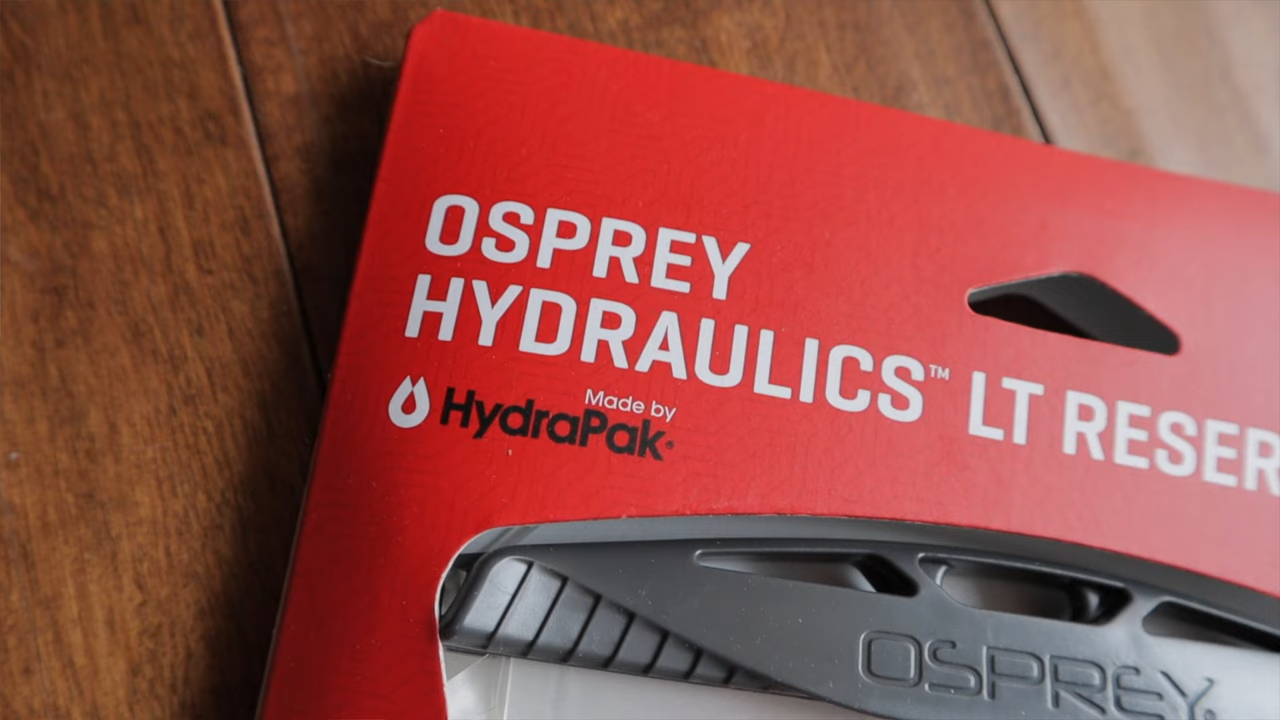 OSPREY
HYDRAULICS™ LT RESER
Made by
HydraPak®
OSPREY